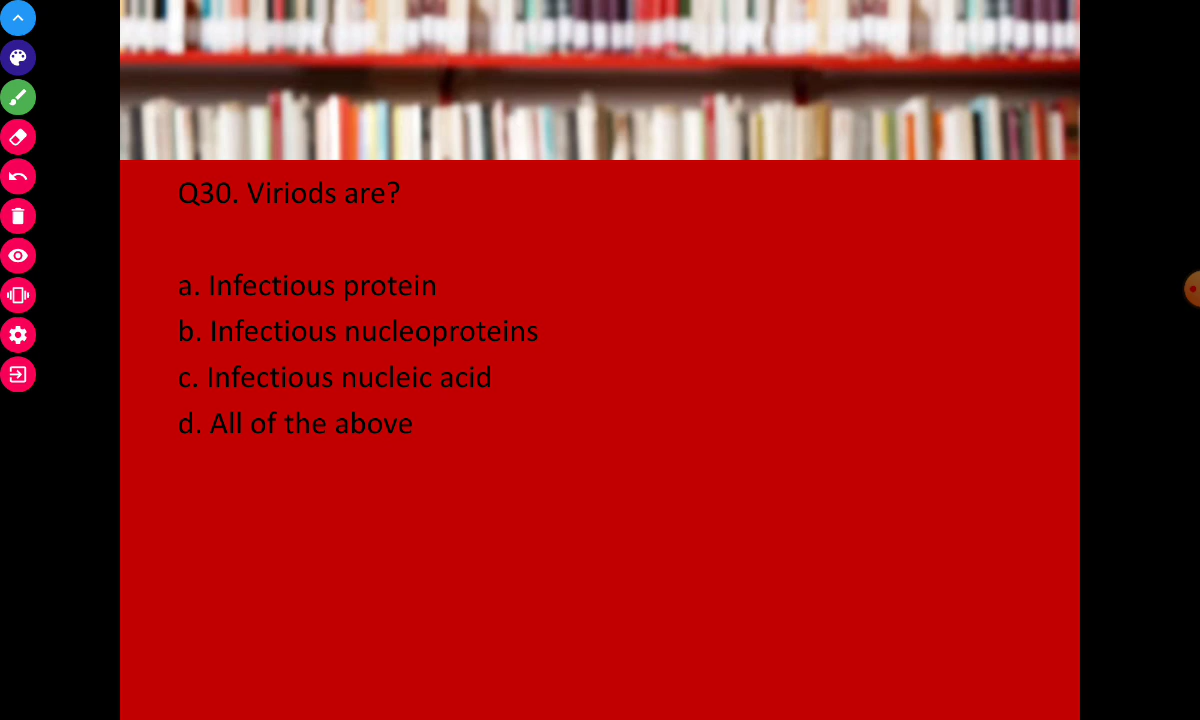 Q30. Viriods are?
a. Infectious protein
b. Infectious nucleoproteins
c. Infectious nucleic acid
d. All of the above